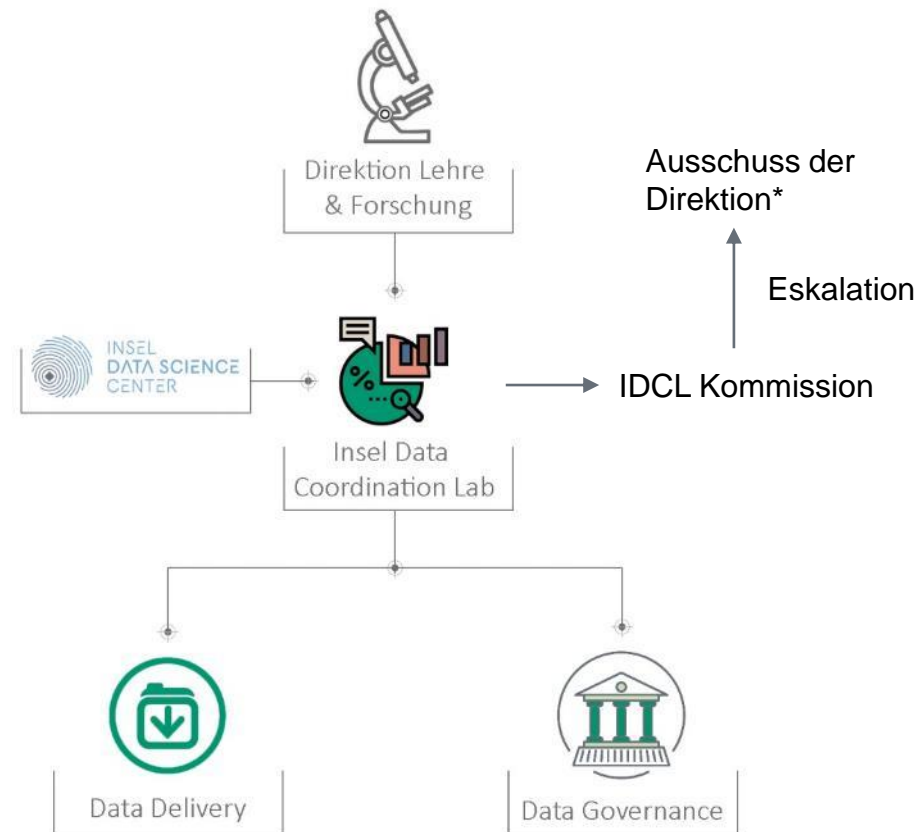 Direktion Lehre
& Forschung
Ausschuss der
Direktion*
Eskalation
INSEL
DATA SCIENCE
CENTER
%
IDCL Kommission
Insel Data
Coordination Lab
Data Delivery
Data Governance